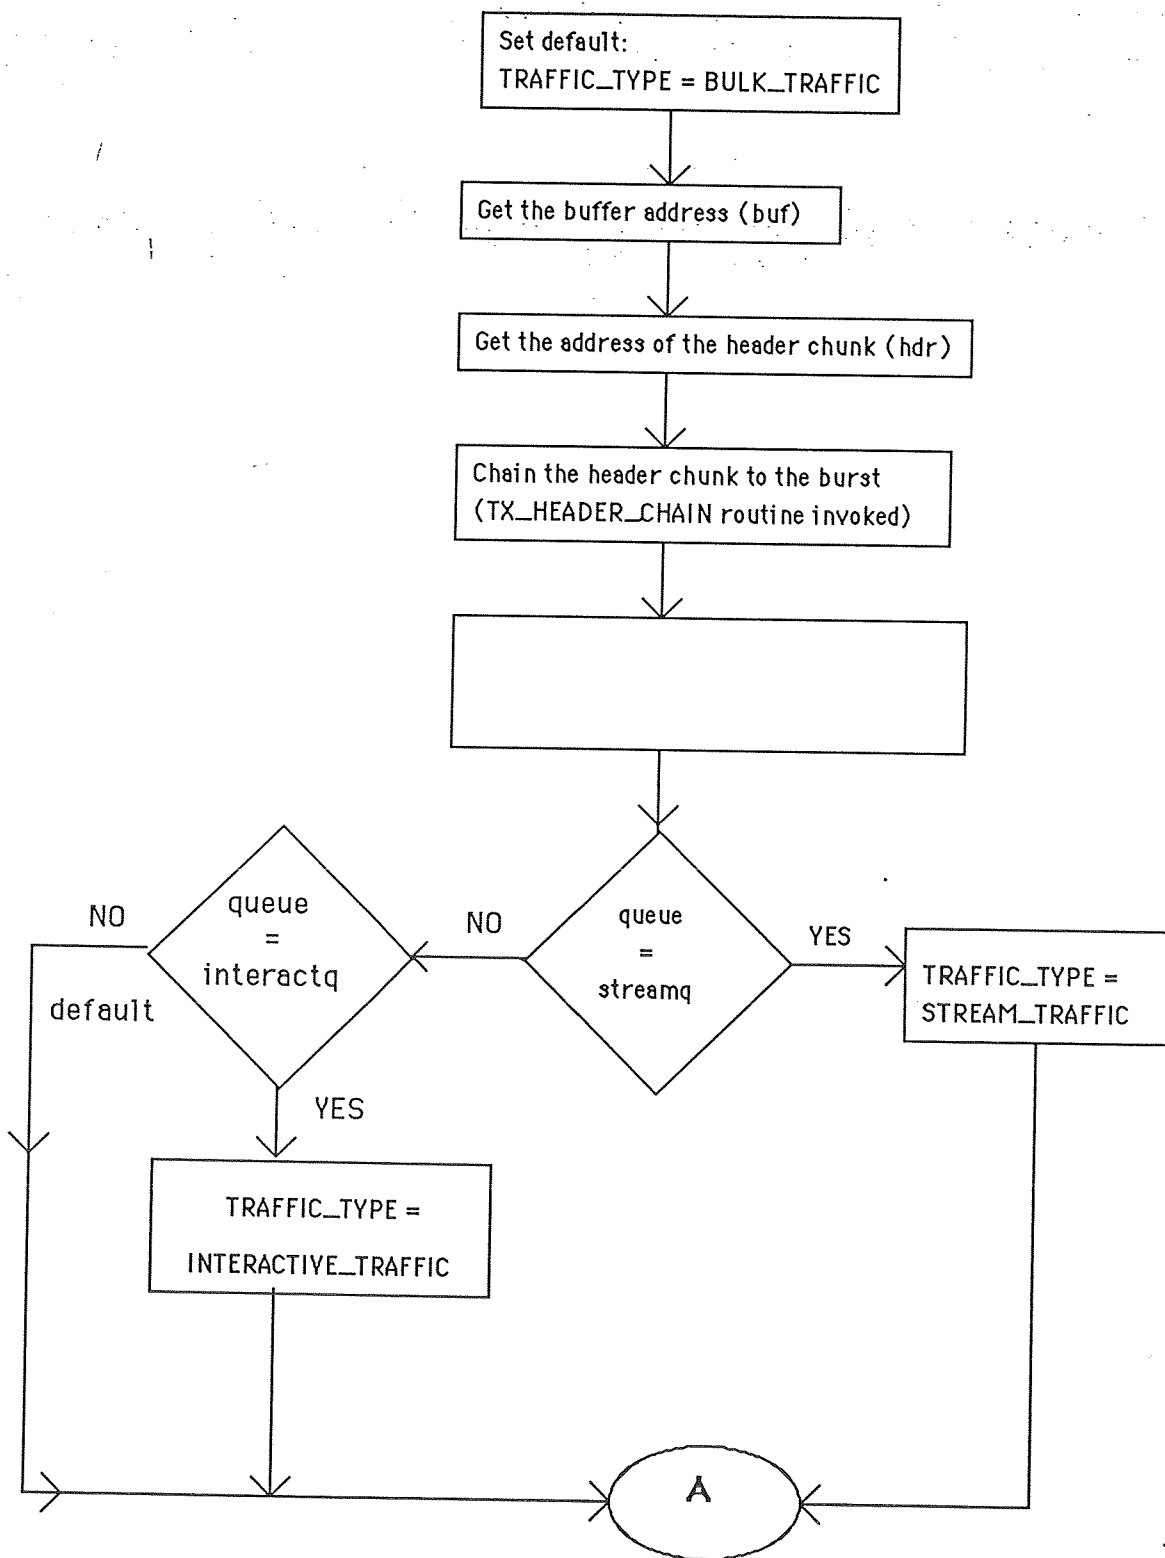 Set default:
TRAFFIC_TYPE = BULK_TRAFFIC
Get the buffer address (buf)
Get the address of the header chunk (hdr)
Chain the header chunk to the burst
(TX_HEADER_CHAIN routine invoked)
NO
queue
=
interactq
NO
queue
=
streamq
YES
TRAFFIC_TYPE =
STREAM_TRAFFIC
default
YES
TRAFFIC_TYPE =
INTERACTIVE_TRAFFIC
A